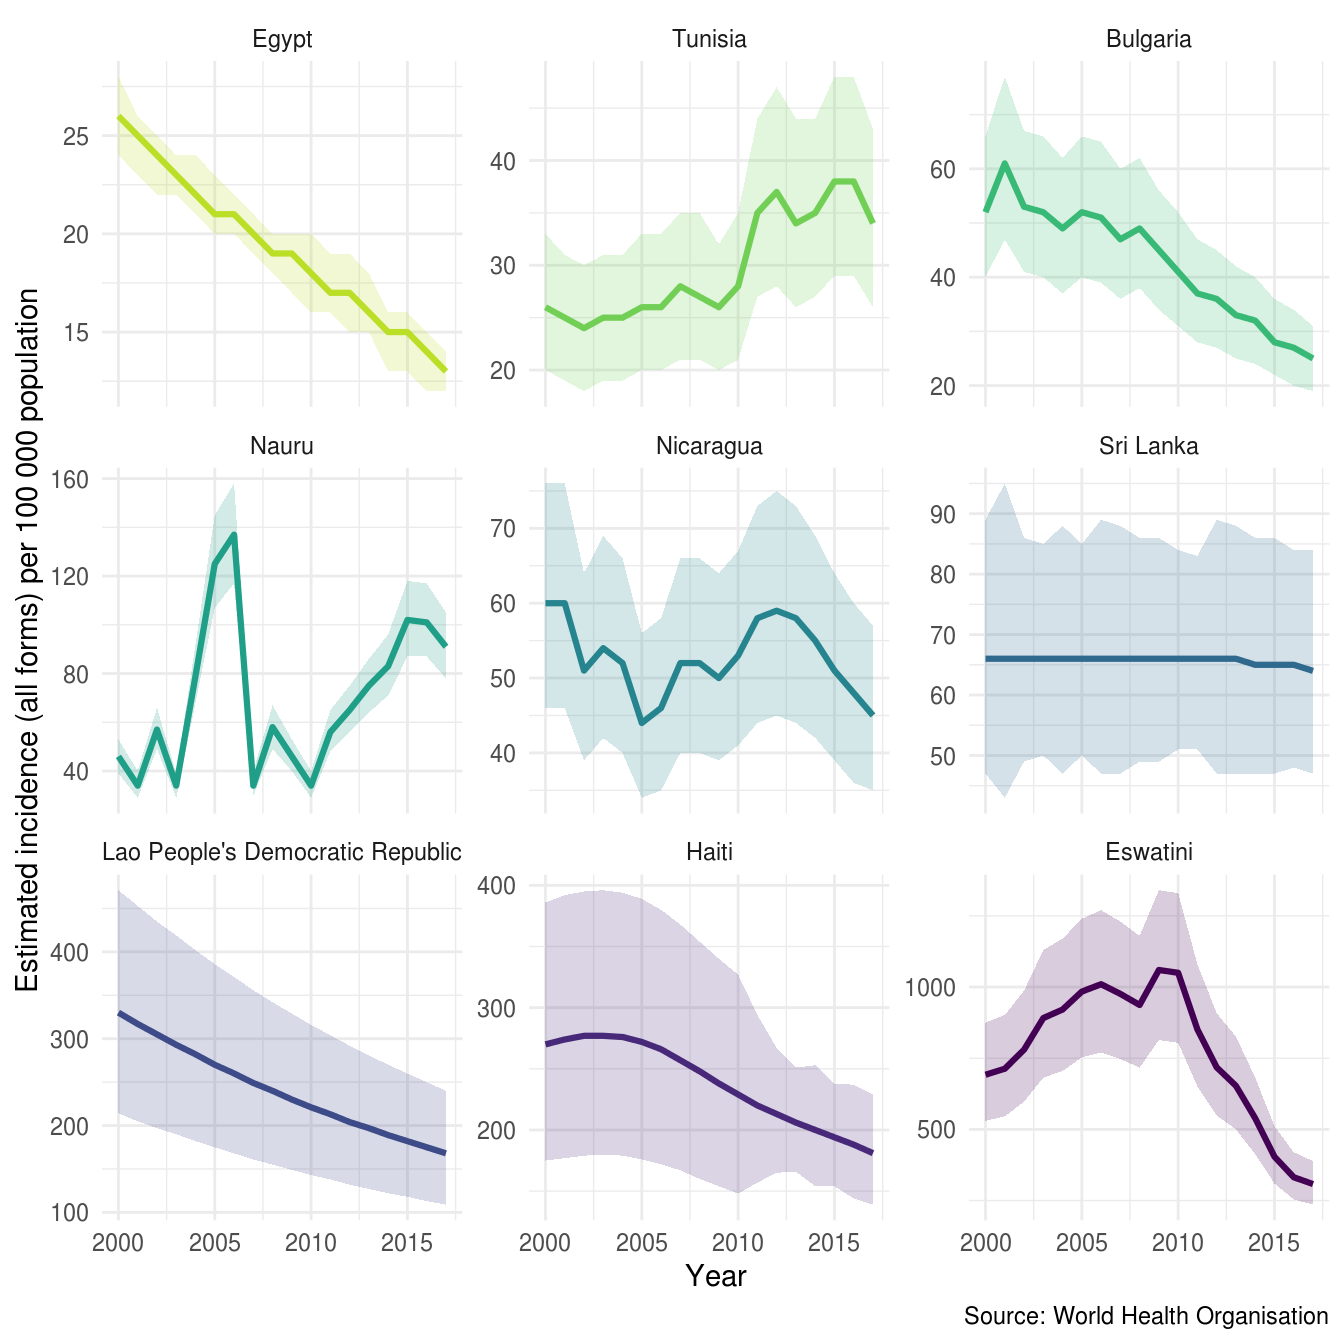 Egypt
Tunisia
Bulgaria
25
20
15
40
30
20
60
40
20
Estimated incidence (all forms) per 100 000 population
Nauru
Nicaragua
Sri Lanka
160
120
80
40
70
60
50
40
90
80
70
60
50
Lao People's Democratic Republic
Haiti
Eswatini
400
300
200
100
400
300
200
1000
500
2000 2005 2010 2015
2000 2005 2010 2015
2000 2005 2010 2015
Year
Source: World Health Organisation